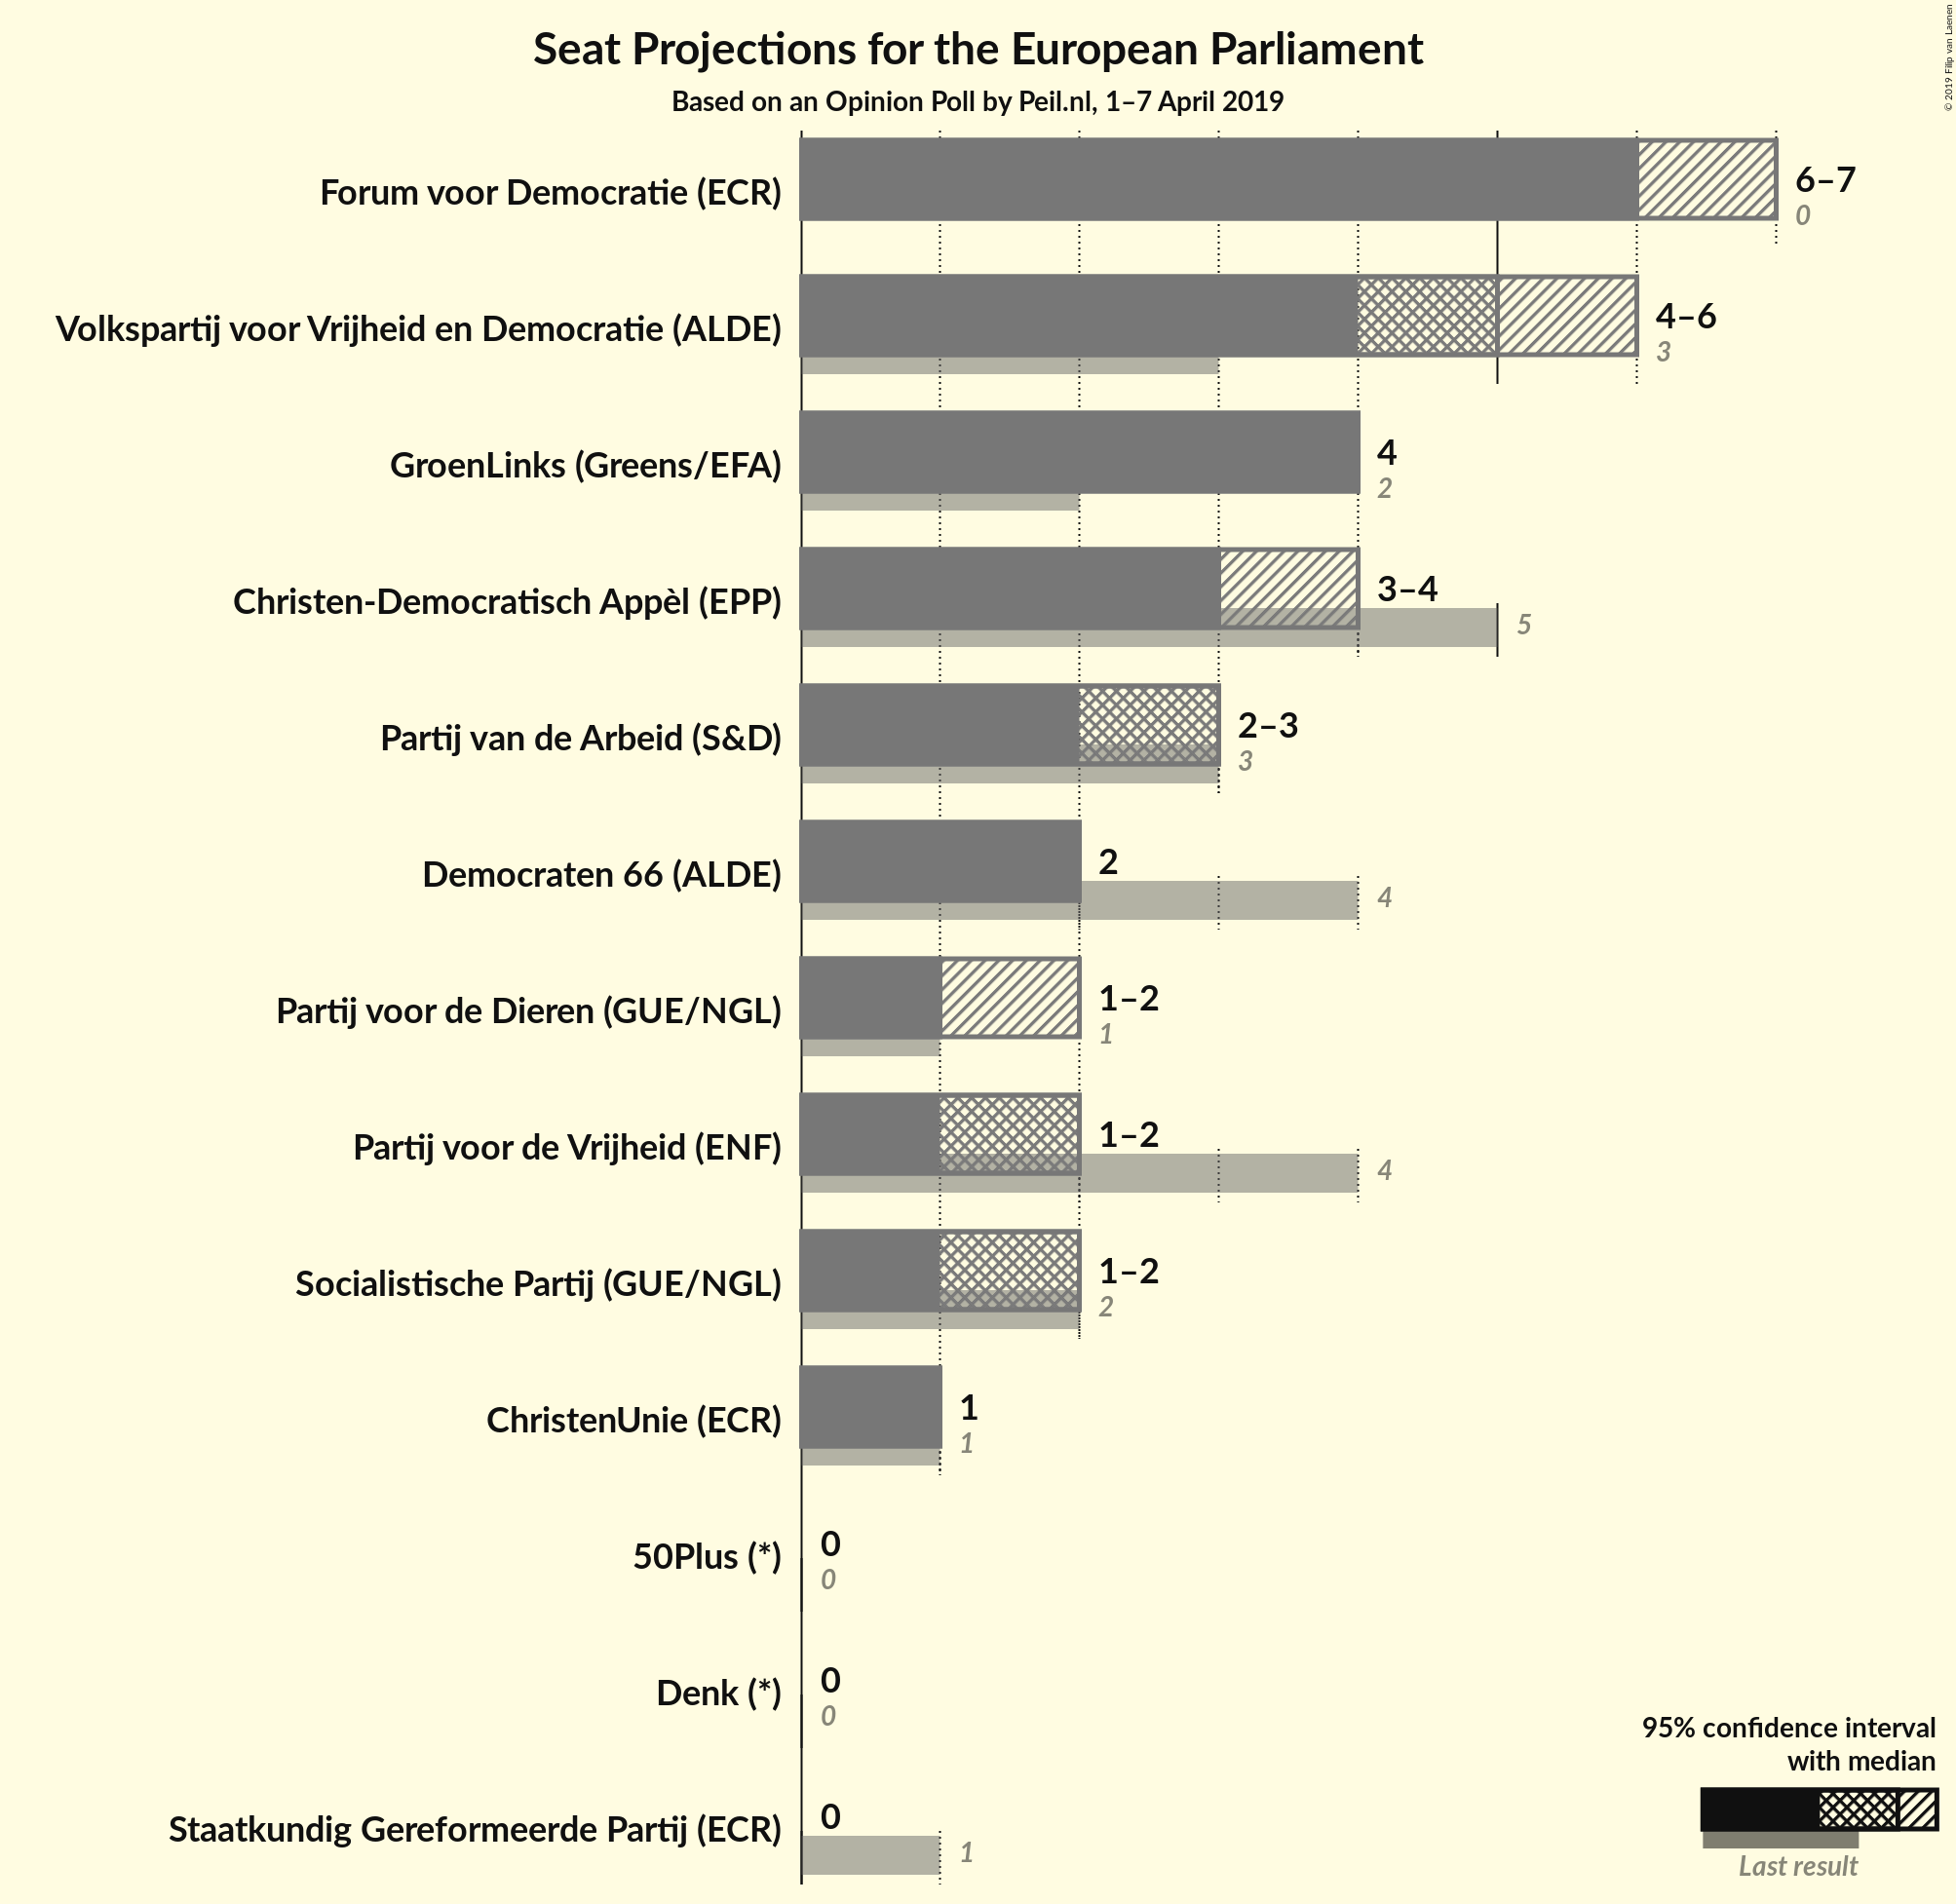 Seat Projections for the European Parliament
Based on an Opinion Poll by Peil.nl, 1–7 April 2019
© 2019 Filip van Laenen
Forum voor Democratie (ECR)
6–7
0
Volkspartij voor Vrijheid en Democratie (ALDE)
4–6
3
GroenLinks (Greens/EFA)
4
2
Christen-Democratisch Appèl (EPP)
3–4
5
Partij van de Arbeid (S&D)
2–3
3
Democraten 66 (ALDE)
2
4
Partij voor de Dieren (GUE/NGL)
1–2
1
Partij voor de Vrijheid (ENF)
1–2
4
Socialistische Partij (GUE/NGL)
1–2
2
ChristenUnie (ECR)
1
1
50Plus (*)
0
0
Denk (*)
0
0
Staatkundig Gereformeerde Partij (ECR)
0
1
95% confidence interval
with median
Last result